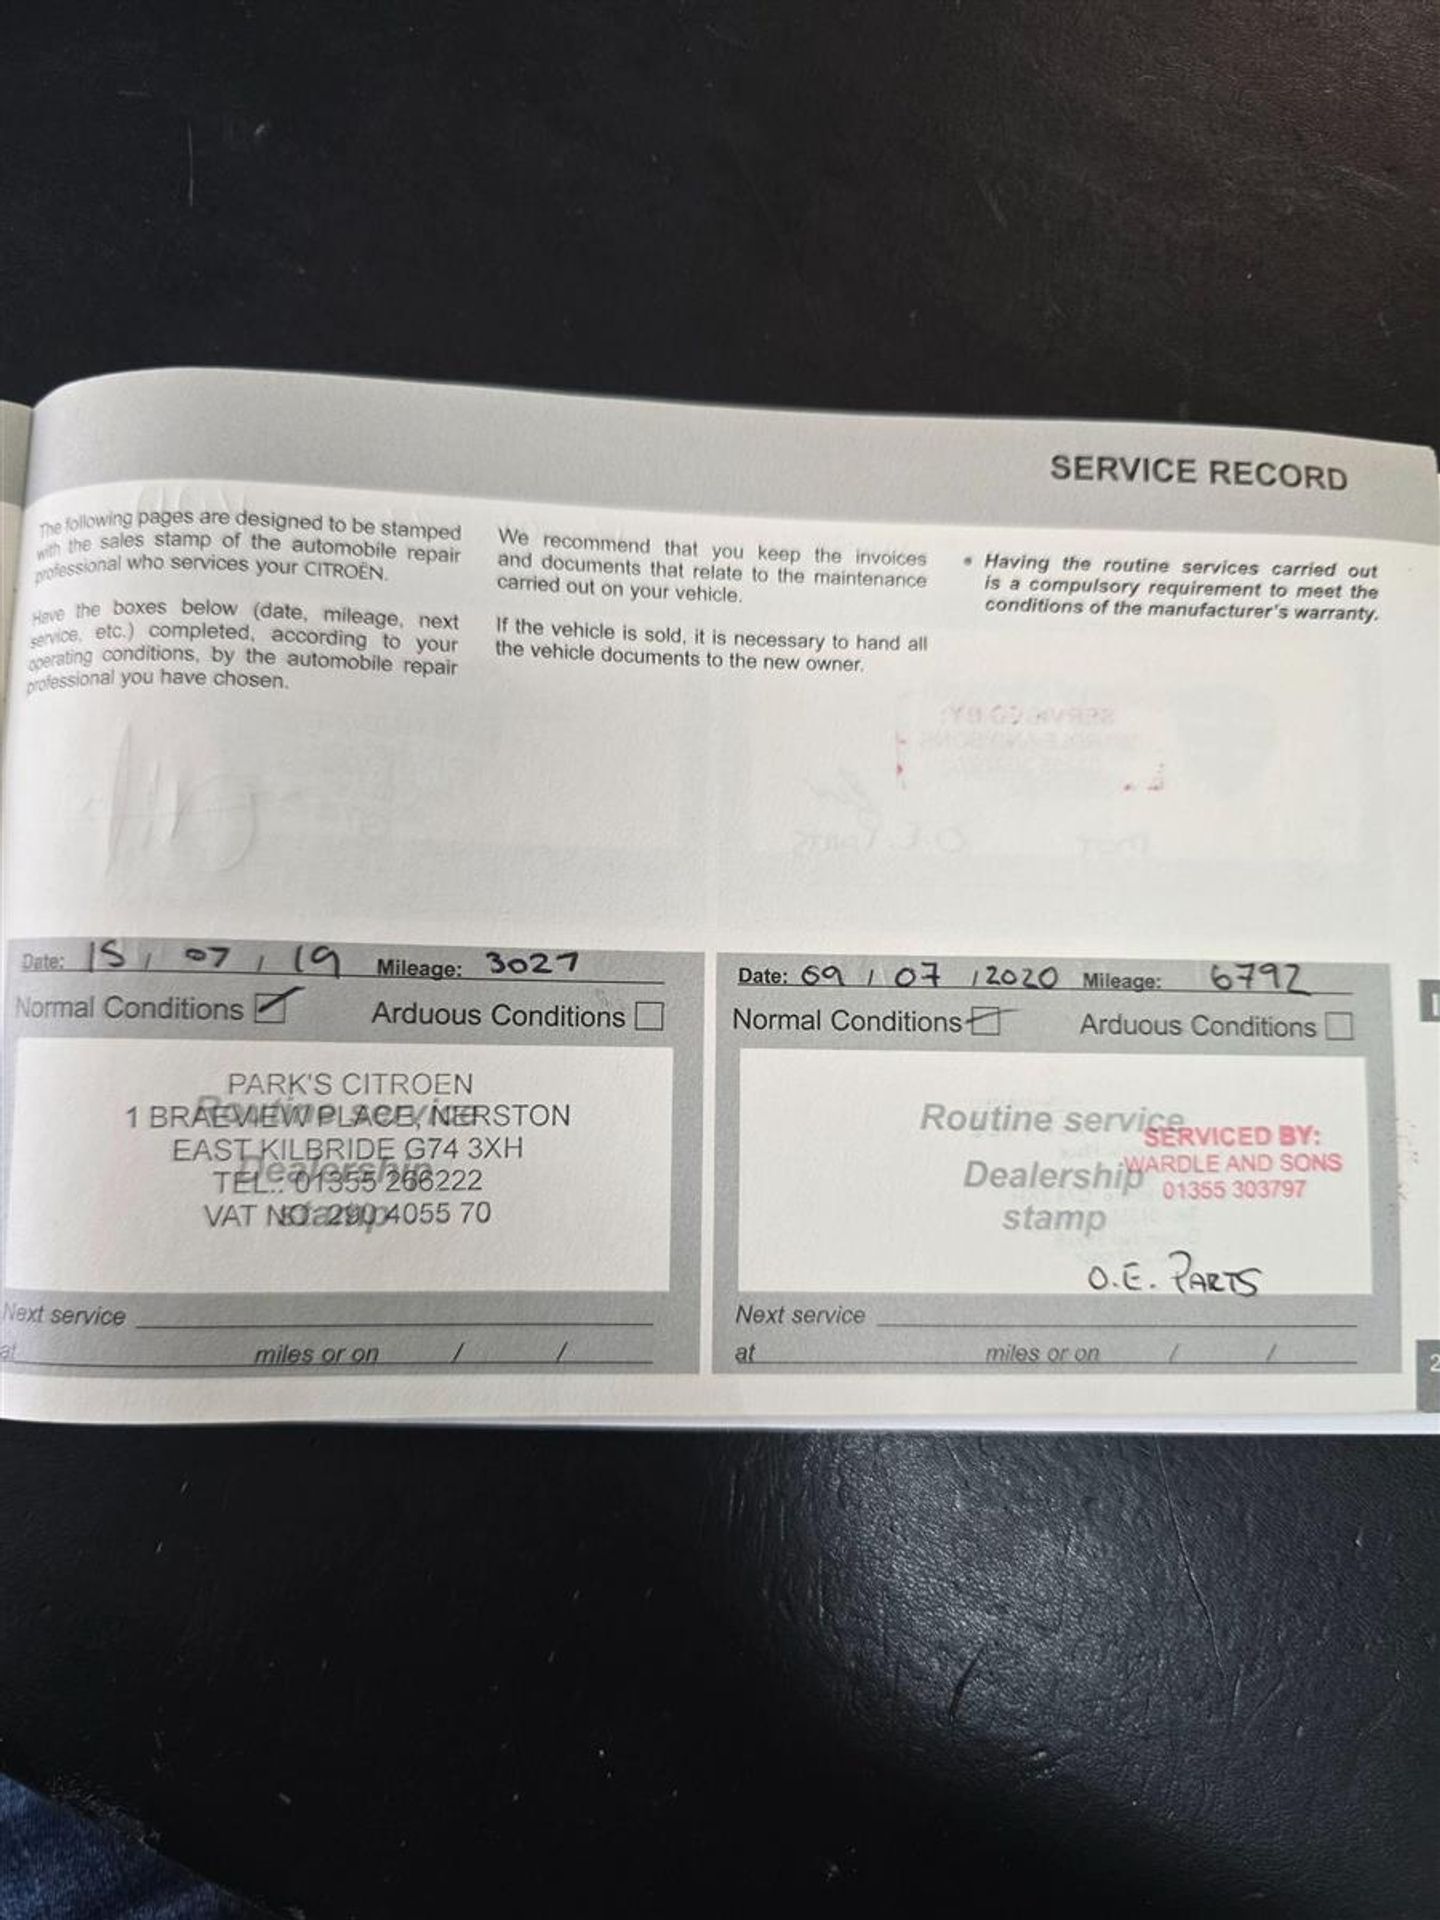 SERVICE RECORD
The following pages are designed to be stamped
with the sales stamp of the automobile repair
professional who services your CITROËN.
Have the boxes below (date, mileage, next
service, etc.) completed, according to your
operating conditions, by the automobile repair
professional you have chosen.
We recommend that you keep the invoices
and documents that relate to the maintenance
carried out on your vehicle.
If the vehicle is sold, it is necessary to hand all
the vehicle documents to the new owner.
• Having the routine services carried out
is a compulsory requirement to meet the
conditions of the manufacturer's warranty.
Date: 15 / 07 / 19 Mileage: 3027
Normal Conditions Arduous Conditions
Routine service
Dealership
stamp
PARK'S CITROEN
1 BRAEVIEW PLACE, NERSTON
EAST KILBRIDE G74 3XH
TEL.: 01355 266222
VAT NO. 290 4055 70
Next service
at miles or on / /
Date: 09 / 07 / 2020 Mileage: 6792
Normal Conditions Arduous Conditions
Routine service
Dealership
stamp
SERVICED BY:
WARDLE AND SONS
01355 303797
O.E. PARTS
Next service
at miles or on / /
2